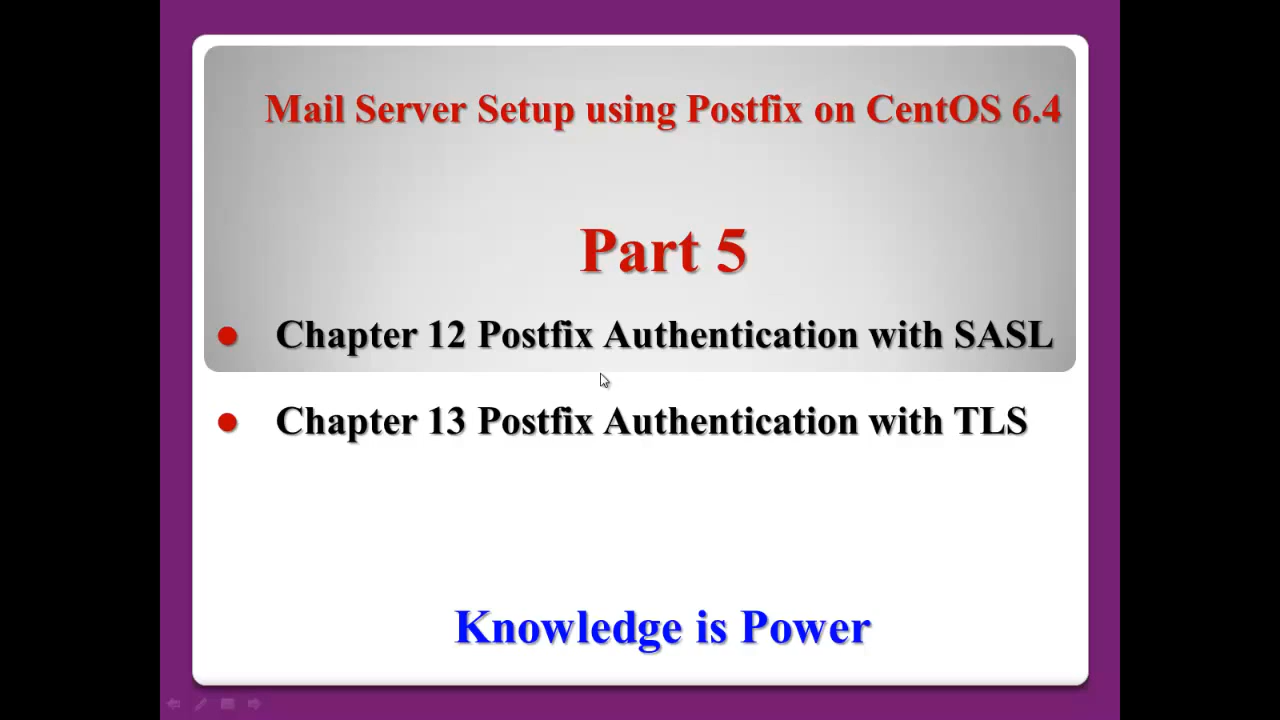 Mail Server Setup using Postfix on CentOS 6.4
Part 5
Chapter 12 Postfix Authentication with SASL
Chapter 13 Postfix Authentication with TLS
Knowledge is Power